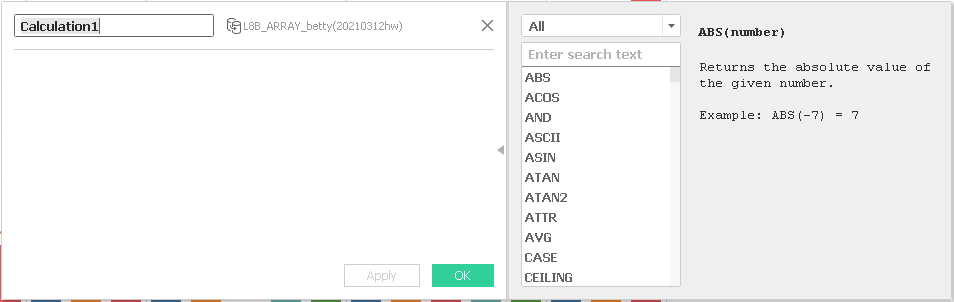 Calculation1
L8B_ARRAY_betty(20210312hw)
Apply
OK
All
Enter search text
ABS
ACOS
AND
ASCII
ASIN
ATAN
ATAN2
ATTR
AVG
CASE
CEILING
ABS(number)
Returns the absolute value of
the given number.
Example: ABS(-7) = 7